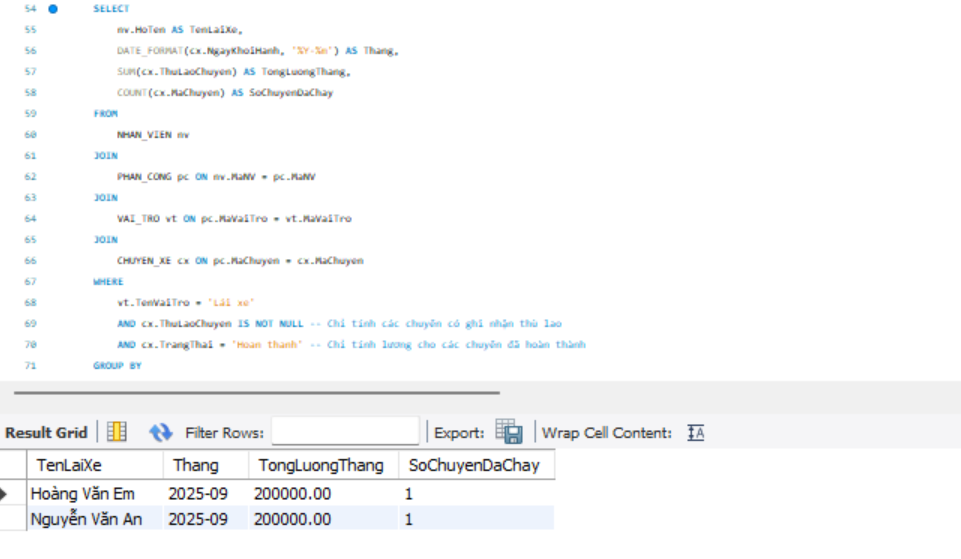 54 SELECT
55 nv.HoTen AS TenLaiXe,
56 DATE_FORMAT(cx.NgayKhoiHanh, '%Y-%m') AS Thang,
57 SUM(cx.ThuLaoChuyen) AS TongLuongThang,
58 COUNT(cx.MaChuyen) AS SoChuyenDaChay
59 FROM
60 NHAN_VIEN nv
61 JOIN
62 PHAN_CONG pc ON nv.MaNV = pc.MaNV
63 JOIN
64 VAI_TRO vt ON pc.MaVaiTro = vt.MaVaiTro
65 JOIN
66 CHUYEN_XE cx ON pc.MaChuyen = cx.MaChuyen
67 WHERE
68 vt.TenVaiTro = 'Lái xe'
69 AND cx.ThuLaoChuyen IS NOT NULL -- Chỉ tính các chuyến có ghi nhận thù lao
70 AND cx.TrangThai = 'Hoan thanh' -- Chỉ tính lương cho các chuyến đã hoàn thành
71 GROUP BY
Result Grid Filter Rows: Export: Wrap Cell Content: IA
TenLaiXe Thang TongLuongThang SoChuyenDaChay
Hoàng Văn Em 2025-09 200000.00 1
Nguyễn Văn An 2025-09 200000.00 1